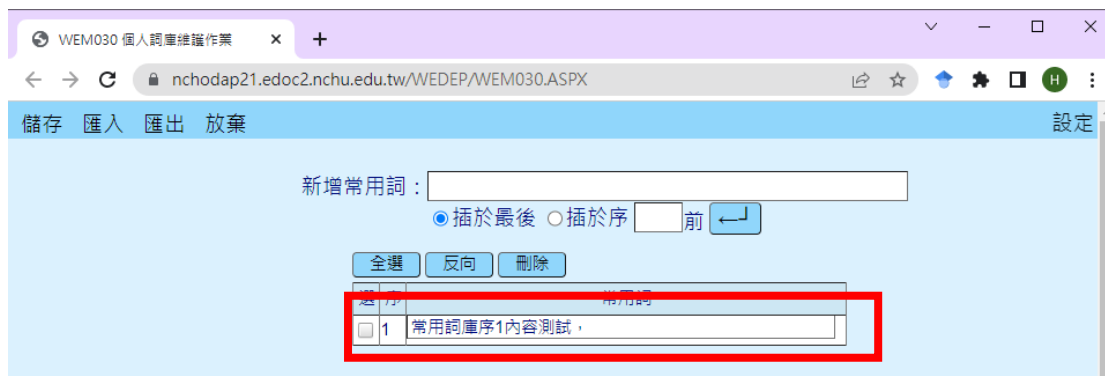 WEM030 個人詞庫維護作業
nchodap21.edoc2.nchu.edu.tw/WEDEP/WEM030.ASPX
H
儲存 匯入 匯出 放棄 設定
新增常用詞：
插於最後 插於序 前
全選 反向 刪除
選 序 常用詞
1 常用詞庫序1內容測試，